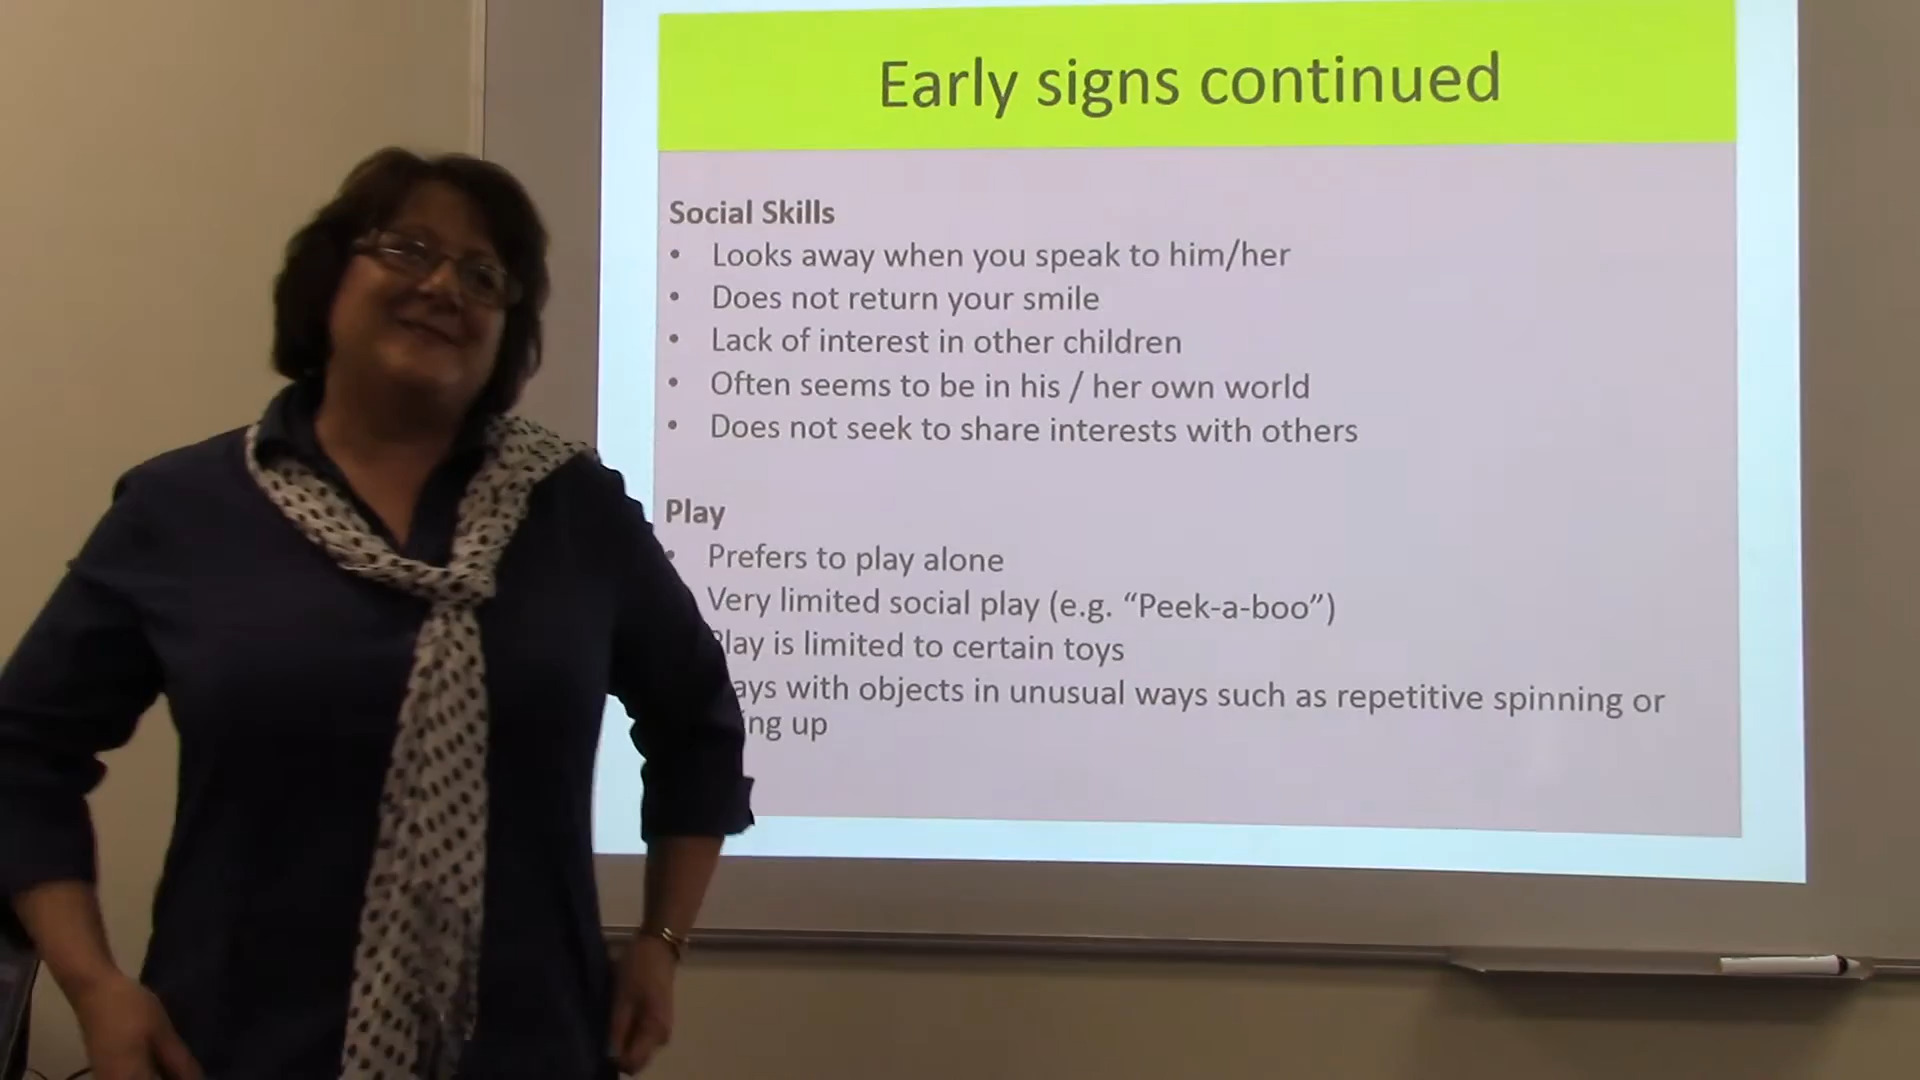 Early signs continued
Social Skills
• Looks away when you speak to him/her
• Does not return your smile
• Lack of interest in other children
• Often seems to be in his / her own world
• Does not seek to share interests with others
Play
• Prefers to play alone
Very limited social play (e.g. “Peek-a-boo”)
Play is limited to certain toys
with objects in unusual ways such as repetitive spinning or
up